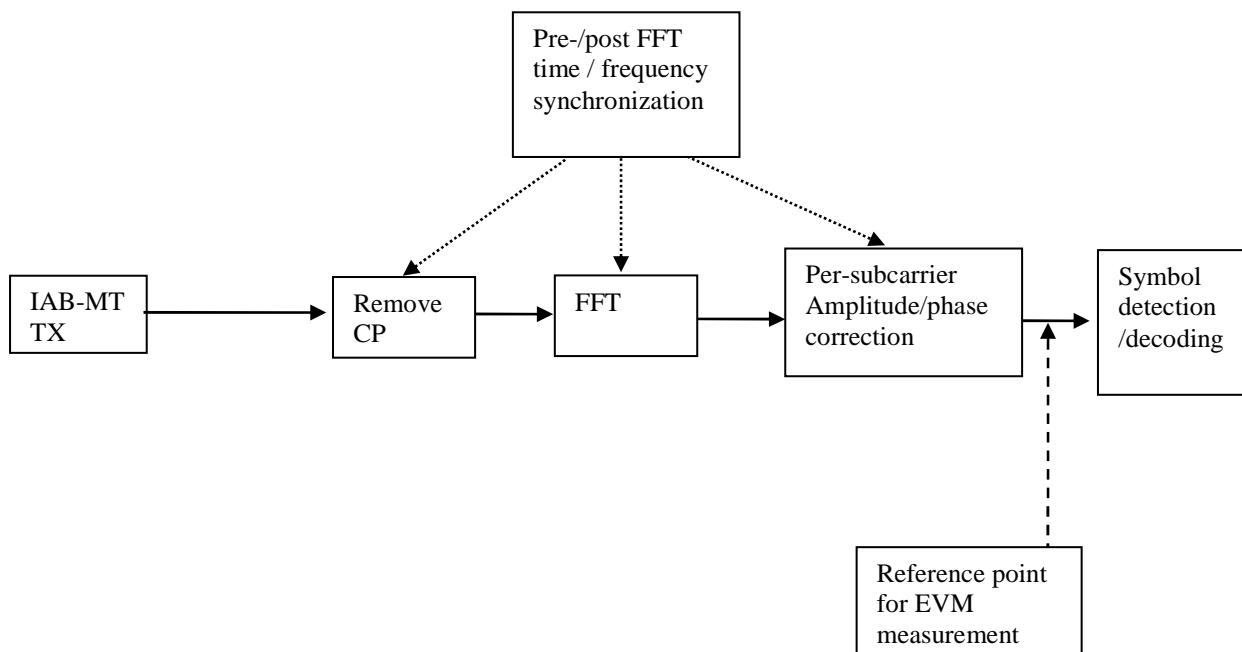 Pre-/post FFT
time / frequency
synchronization
IAB-MT
TX
Remove
CP
FFT
Per-subcarrier
Amplitude/phase
correction
Symbol
detection
/decoding
Reference point
for EVM
measurement